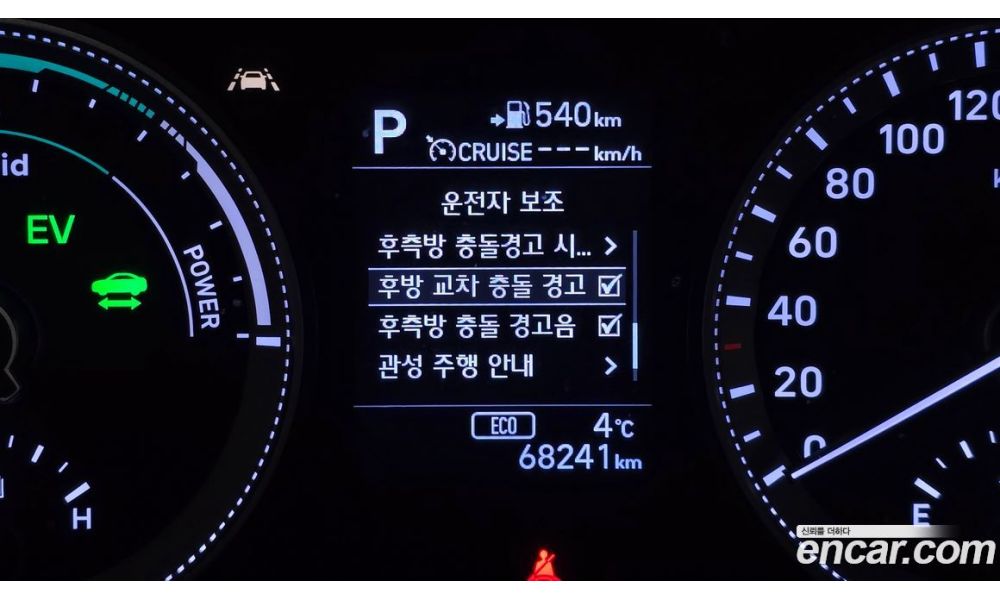 id
EV
POWER
H
P
540km
CRUISE---km/h
운전자 보조
후측방 충돌경고 시...
후방 교차 충돌 경고
후측방 충돌 경고음
관성 주행 안내
ECO
4°C
68241km
120
100
80
60
40
20
0
E
신뢰를 더하다
encar.com